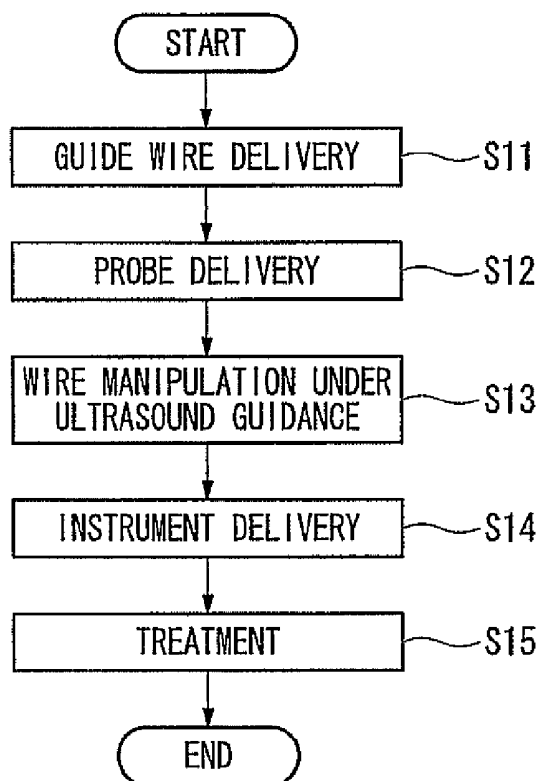 START
GUIDE WIRE DELIVERY S11
PROBE DELIVERY S12
WIRE MANIPULATION UNDER
ULTRASOUND GUIDANCE S13
INSTRUMENT DELIVERY S14
TREATMENT S15
END